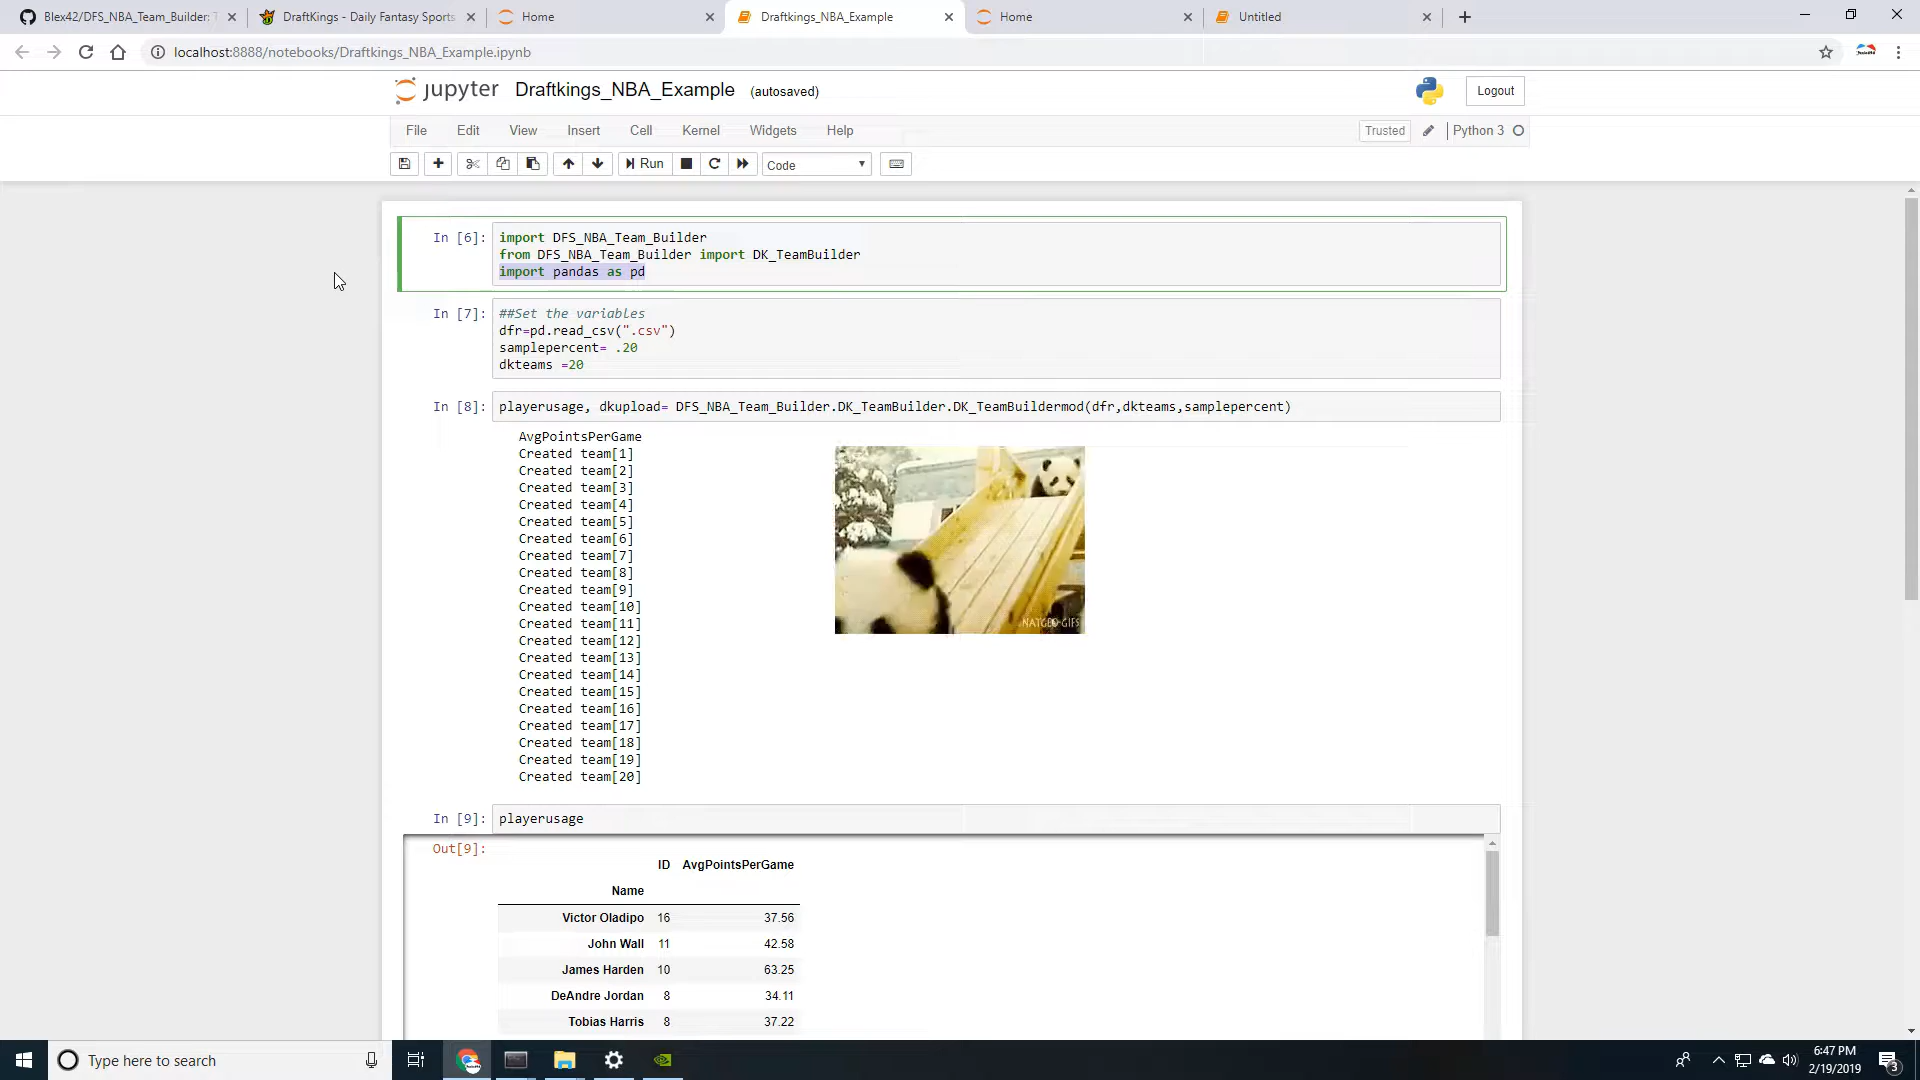 Blex42/DFS_NBA_Team_Builder: T
DraftKings - Daily Fantasy Sports
Home
Draftkings_NBA_Example
Home
Untitled
localhost:8888/notebooks/Draftkings_NBA_Example.ipynb
jupyter Draftkings_NBA_Example (autosaved)
Logout
File Edit View Insert Cell Kernel Widgets Help
Trusted Python 3
Run Code
In [6]: import DFS_NBA_Team_Builder
from DFS_NBA_Team_Builder import DK_TeamBuilder
import pandas as pd
In [7]: ##Set the variables
dfr=pd.read_csv(".csv")
samplepercent= .20
dkteams =20
In [8]: playerusage, dkupload= DFS_NBA_Team_Builder.DK_TeamBuilder.DK_TeamBuildermod(dfr,dkteams,samplepercent)
AvgPointsPerGame
Created team[1]
Created team[2]
Created team[3]
Created team[4]
Created team[5]
Created team[6]
Created team[7]
Created team[8]
Created team[9]
Created team[10]
Created team[11]
Created team[12]
Created team[13]
Created team[14]
Created team[15]
Created team[16]
Created team[17]
Created team[18]
Created team[19]
Created team[20]
NATGEO GIFS
In [9]: playerusage
Out[9]:
ID AvgPointsPerGame
Name
Victor Oladipo 16 37.56
John Wall 11 42.58
James Harden 10 63.25
DeAndre Jordan 8 34.11
Tobias Harris 8 37.22
Type here to search
6:47 PM
2/19/2019
3